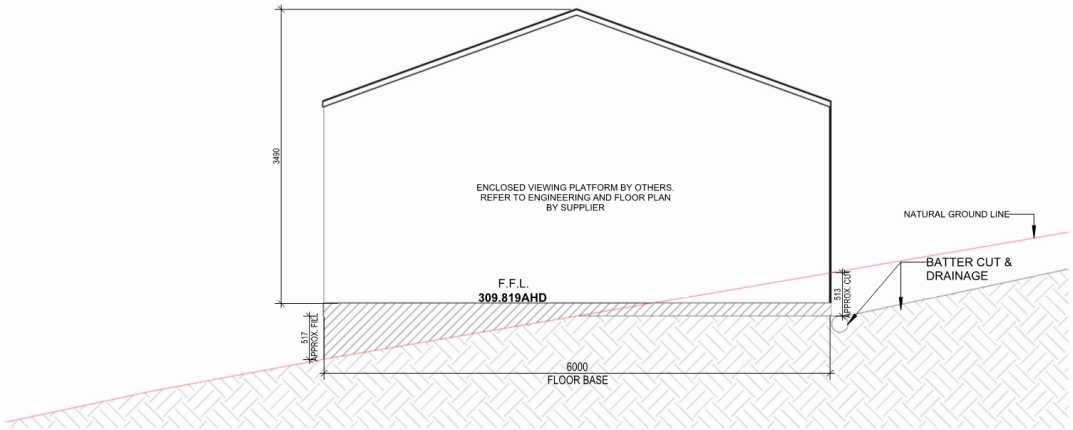 3490
ENCLOSED VIEWING PLATFORM BY OTHERS.
REFER TO ENGINEERING AND FLOOR PLAN
BY SUPPLIER
NATURAL GROUND LINE
BATTER CUT &
DRAINAGE
F.F.L.
309.819AHD
513
APPROX. CUT
517
APPROX. FILL
6000
FLOOR BASE